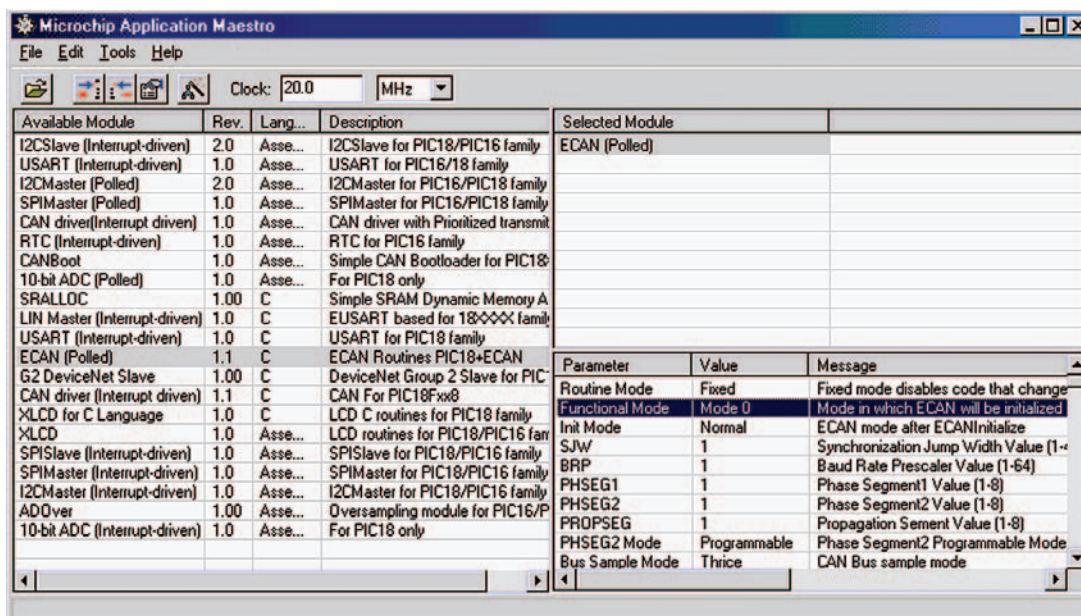 Microchip Application Maestro
File Edit Tools Help
Clock: 20.0 MHz
Available Module Rev. Lang... Description
I2CSlave (Interrupt-driven) 2.0 Asse... I2CSlave for PIC18/PIC16 family
USART (Interrupt-driven) 1.0 Asse... USART for PIC16/18 family
I2CMaster (Polled) 2.0 Asse... I2CMaster for PIC16/PIC18 family
SPIMaster (Polled) 1.0 Asse... SPIMaster for PIC16/PIC18 family
CAN driver(Interrupt driven) 1.0 Asse... CAN driver with Prioritized transmit
RTC (Interrupt-driven) 1.0 Asse... RTC for PIC16 family
CANBoot 1.0 Asse... Simple CAN Bootloader for PIC18
10-bit ADC (Polled) 1.0 Asse... For PIC18 only
SRALLOC 1.00 C Simple SRAM Dynamic Memory A
LIN Master (Interrupt-driven) 1.0 C EUSART based for 18XXXX famil
USART (Interrupt-driven) 1.0 C USART for PIC18 family
ECAN (Polled) 1.1 C ECAN Routines PIC18+ECAN
G2 DeviceNet Slave 1.00 C DeviceNet Group 2 Slave for PIC
CAN driver (Interrupt driven) 1.1 C CAN For PIC18Fxx8
XLCD for C Language 1.0 C LCD C routines for PIC18 family
XLCD 1.0 Asse... LCD routines for PIC18/PIC16 fam
SPISlave (Interrupt-driven) 1.0 Asse... SPISlave for PIC18/PIC16 family
SPIMaster (Interrupt-driven) 1.0 Asse... SPIMaster for PIC18/PIC16 family
I2CMaster (Interrupt-driven) 1.0 Asse... I2CMaster for PIC18/PIC16 family
ADOver 1.00 Asse... Oversampling module for PIC16/P
10-bit ADC (Interrupt-driven) 1.0 Asse... For PIC18 only
Selected Module
ECAN (Polled)
Parameter Value Message
Routine Mode Fixed Fixed mode disables code that change
Functional Mode Mode 0 Mode in which ECAN will be initialized
Init Mode Normal ECAN mode after ECANInitialize
SJW 1 Synchronization Jump Width Value (1-4
BRP 1 Baud Rate Prescaler Value (1-64)
PHSEG1 1 Phase Segment1 Value (1-8)
PHSEG2 1 Phase Segment2 Value (1-8)
PROPSEG 1 Propagation Sement Value (1-8)
PHSEG2 Mode Programmable Phase Segment2 Programmable Mode
Bus Sample Mode Thrice CAN Bus sample mode